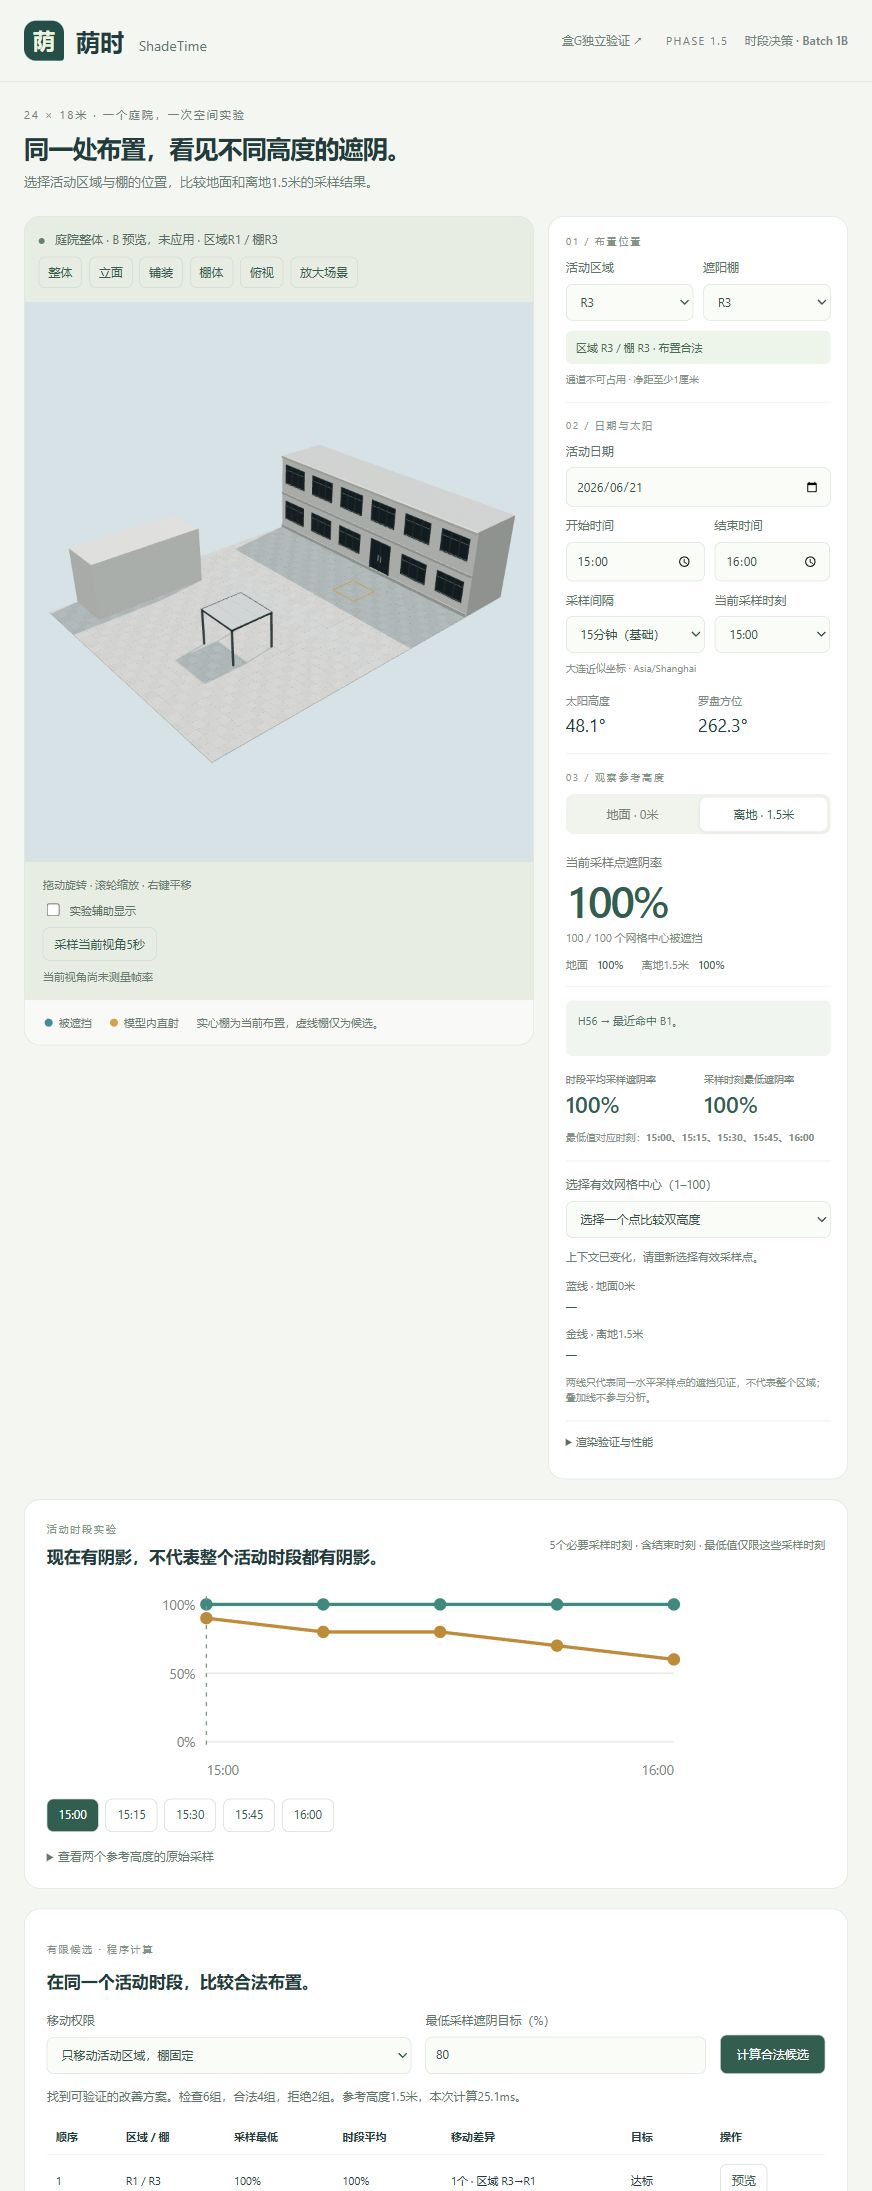 荫 荫时 ShadeTime
盒G独立验证 ↗ PHASE 1.5 时段决策 · Batch 1B
24 × 18米 · 一个庭院，一次空间实验
同一处布置，看见不同高度的遮阴。
选择活动区域与棚的位置，比较地面和离地1.5米的采样结果。
庭院整体 · B 预览，未应用 · 区域R1 / 棚R3
整体 立面 铺装 棚体 俯视 放大场景
拖动旋转 · 滚轮缩放 · 右键平移
实验辅助显示
采样当前视角5秒
当前视角尚未测量帧率
被遮挡 模型内直射 实心棚为当前布置，虚线棚仅为候选。
01 / 布置位置
活动区域 遮阳棚
R3 R3
区域 R3 / 棚 R3 · 布置合法
通道不可占用 · 净距至少1厘米
02 / 日期与太阳
活动日期
2026/06/21
开始时间 结束时间
15:00 16:00
采样间隔 当前采样时刻
15分钟（基础） 15:00
大连近似坐标 · Asia/Shanghai
太阳高度 罗盘方位
48.1° 262.3°
03 / 观察参考高度
地面 · 0米 离地 · 1.5米
当前采样点遮阴率
100%
100 / 100 个网格中心被遮挡
地面 100% 离地1.5米 100%
H56 → 最近命中 B1。
时段平均采样遮阴率 采样时刻最低遮阴率
100% 100%
最低值对应时刻：15:00、15:15、15:30、15:45、16:00
选择有效网格中心（1–100）
选择一个点比较双高度
上下文已变化，请重新选择有效采样点。
蓝线 · 地面0米
—
金线 · 离地1.5米
—
两线只代表同一水平采样点的遮挡见证，不代表整个区域；
叠加线不参与分析。
▶ 渲染验证与性能
活动时段实验
现在有阴影，不代表整个活动时段都有阴影。
5个必要采样时刻 · 含结束时刻 · 最低值仅限这些采样时刻
100%
50%
0%
15:00 16:00
15:00 15:15 15:30 15:45 16:00
▶ 查看两个参考高度的原始采样
有限候选 · 程序计算
在同一个活动时段，比较合法布置。
移动权限 最低采样遮阴目标（%）
只移动活动区域，棚固定 80 计算合法候选
找到可验证的改善方案。检查6组，合法4组，拒绝2组。参考高度1.5米，本次计算25.1ms。
顺序 区域 / 棚 采样最低 时段平均 移动差异 目标 操作
1 R1 / R3 100% 100% 1个 · 区域 R3→R1 达标 预览